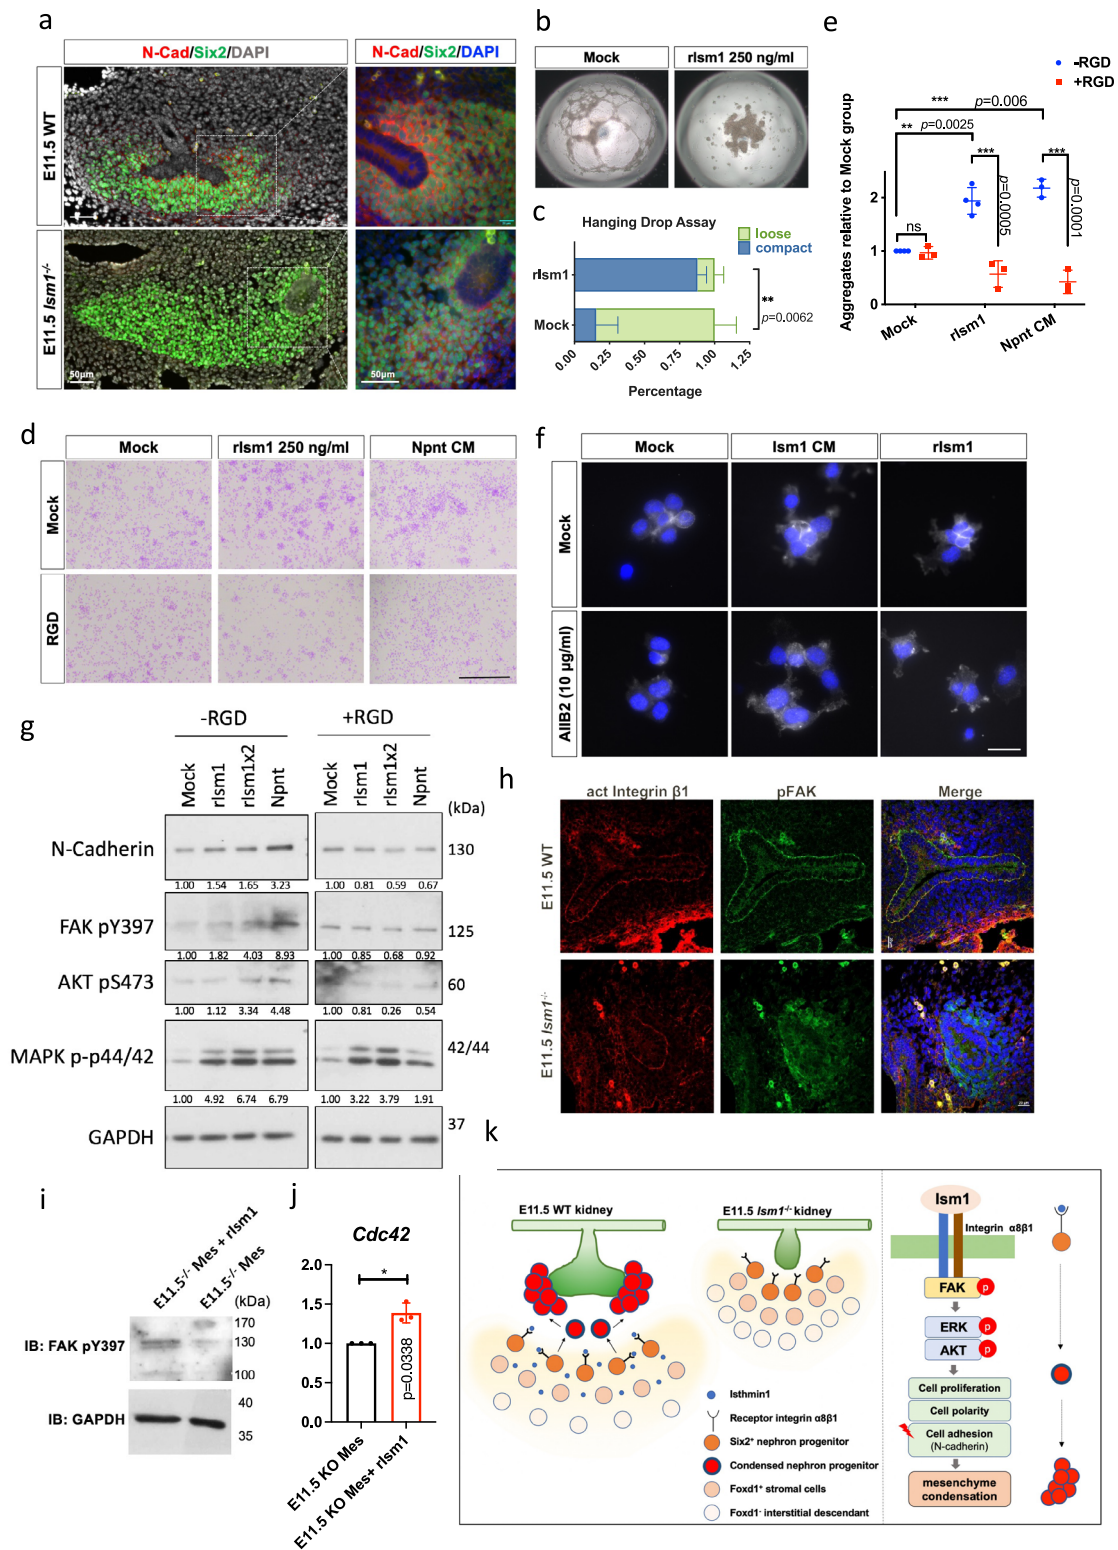 a
N-Cad/Six2/DAPI
N-Cad/Six2/DAPI
E11.5 WT
E11.5 Ism1-/-
50μm
50μm
b
Mock
rIsm1 250 ng/ml
c
Hanging Drop Assay
loose
compact
rIsm1
Mock
**
p=0.0062
0.00
0.25
0.50
0.75
1.00
1.25
Percentage
e
-RGD
+RGD
Aggregates relative to Mock group
***
p=0.006
**
p=0.0025
***
p=0.0005
***
p=0.0001
ns
2
1
0
Mock
rIsm1
Npnt CM
d
Mock
rIsm1 250 ng/ml
Npnt CM
Mock
RGD
f
Mock
Ism1 CM
rIsm1
Mock
AIIB2 (10 μg/ml)
g
-RGD
+RGD
Mock
rIsm1
rIsm1x2
Npnt
Mock
rIsm1
rIsm1x2
Npnt
(kDa)
N-Cadherin
130
1.00 1.54 1.65 3.23
1.00 0.81 0.59 0.67
FAK pY397
125
1.00 1.82 4.03 8.93
1.00 0.85 0.68 0.92
AKT pS473
60
1.00 1.12 3.34 4.48
1.00 0.81 0.26 0.54
MAPK p-p44/42
42/44
1.00 4.92 6.74 6.79
1.00 3.22 3.79 1.91
GAPDH
37
h
act Integrin β1
pFAK
Merge
E11.5 WT
E11.5 Ism1-/-
i
E11.5-/- Mes + rIsm1
E11.5-/- Mes
(kDa)
170
IB: FAK pY397
130
100
40
IB: GAPDH
35
j
Cdc42
*
2.0
1.5
1.0
0.5
0.0
p=0.0338
E11.5 KO Mes
E11.5 KO Mes+ rIsm1
k
E11.5 WT kidney
E11.5 Ism1-/- kidney
Isthmin1
Receptor integrin α8β1
Six2+ nephron progenitor
Condensed nephron progenitor
Foxd1+ stromal cells
Foxd1- interstitial descendant
Ism1
Integrin α8β1
FAK
p
ERK
p
AKT
p
Cell proliferation
Cell polarity
Cell adhesion
(N-cadherin)
mesenchyme
condensation